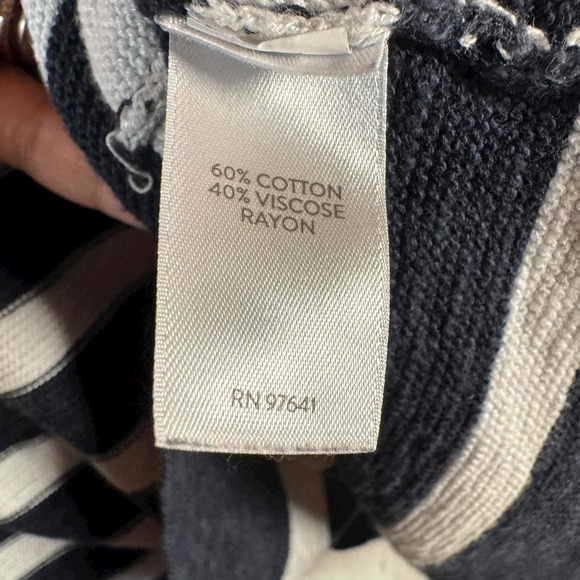 60% COTTON
40% VISCOSE
RAYON
RN 97641